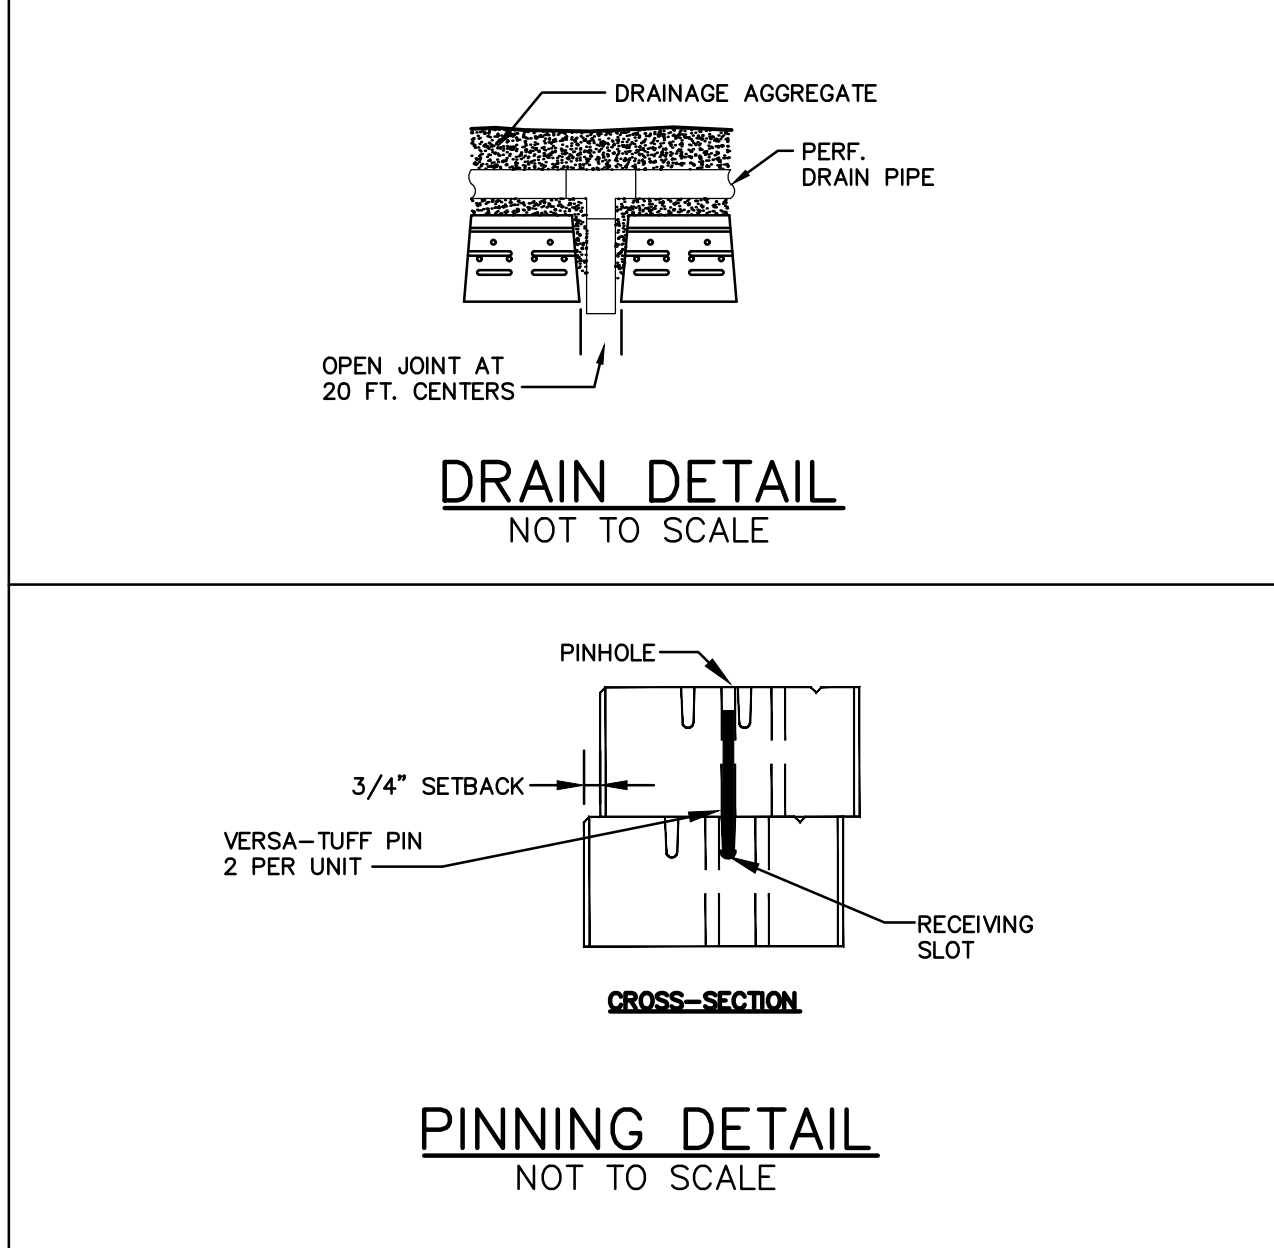 DRAINAGE AGGREGATE
PERF.
DRAIN PIPE
OPEN JOINT AT
20 FT. CENTERS
DRAIN DETAIL
NOT TO SCALE
PINHOLE
3/4" SETBACK
VERSA-TUFF PIN
2 PER UNIT
RECEIVING
SLOT
CROSS-SECTION
PINNING DETAIL
NOT TO SCALE